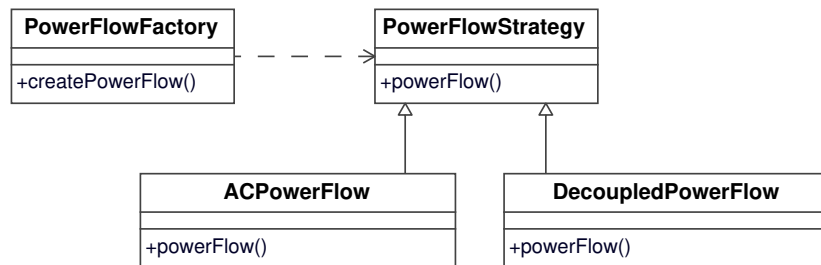 PowerFlowFactory
+createPowerFlow()
PowerFlowStrategy
+powerFlow()
ACPowerFlow
+powerFlow()
DecoupledPowerFlow
+powerFlow()